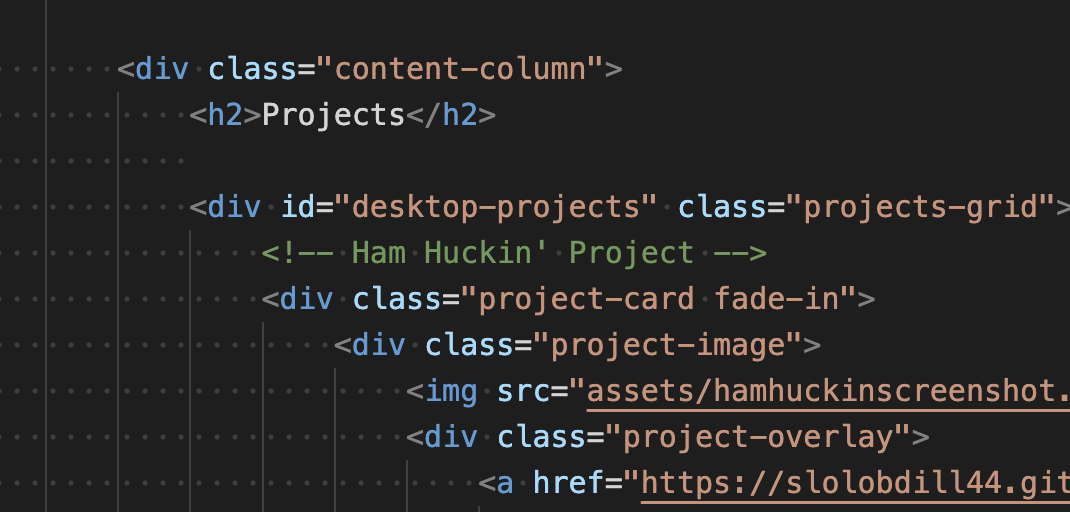 <div class="content-column">
<h2>Projects</h2>
<div id="desktop-projects" class="projects-grid">
<!-- Ham Huckin' Project -->
<div class="project-card fade-in">
<div class="project-image">
<img src="assets/hamhuckinscreenshot.
<div class="project-overlay">
<a href="https://slolobdill44.git